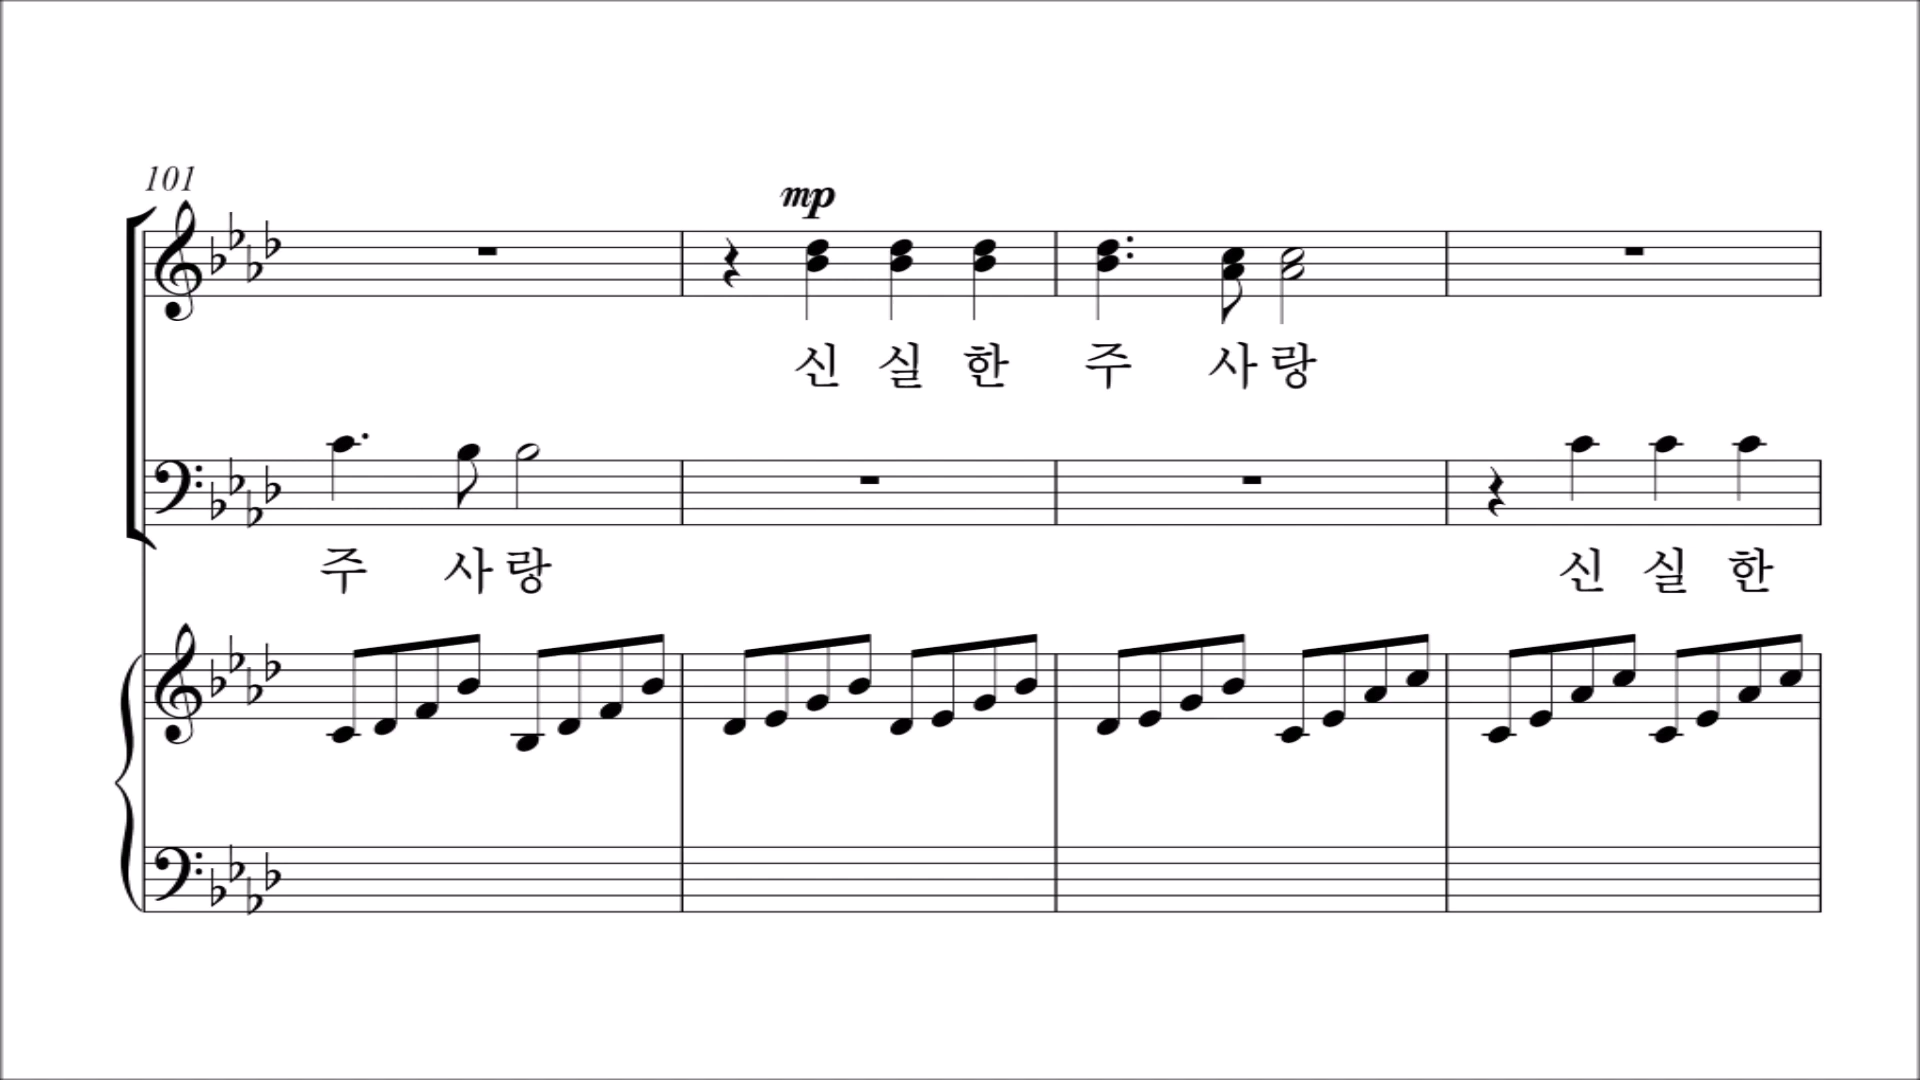 101
mp
신 실 한 주 사 랑
주 사 랑 신 실 한